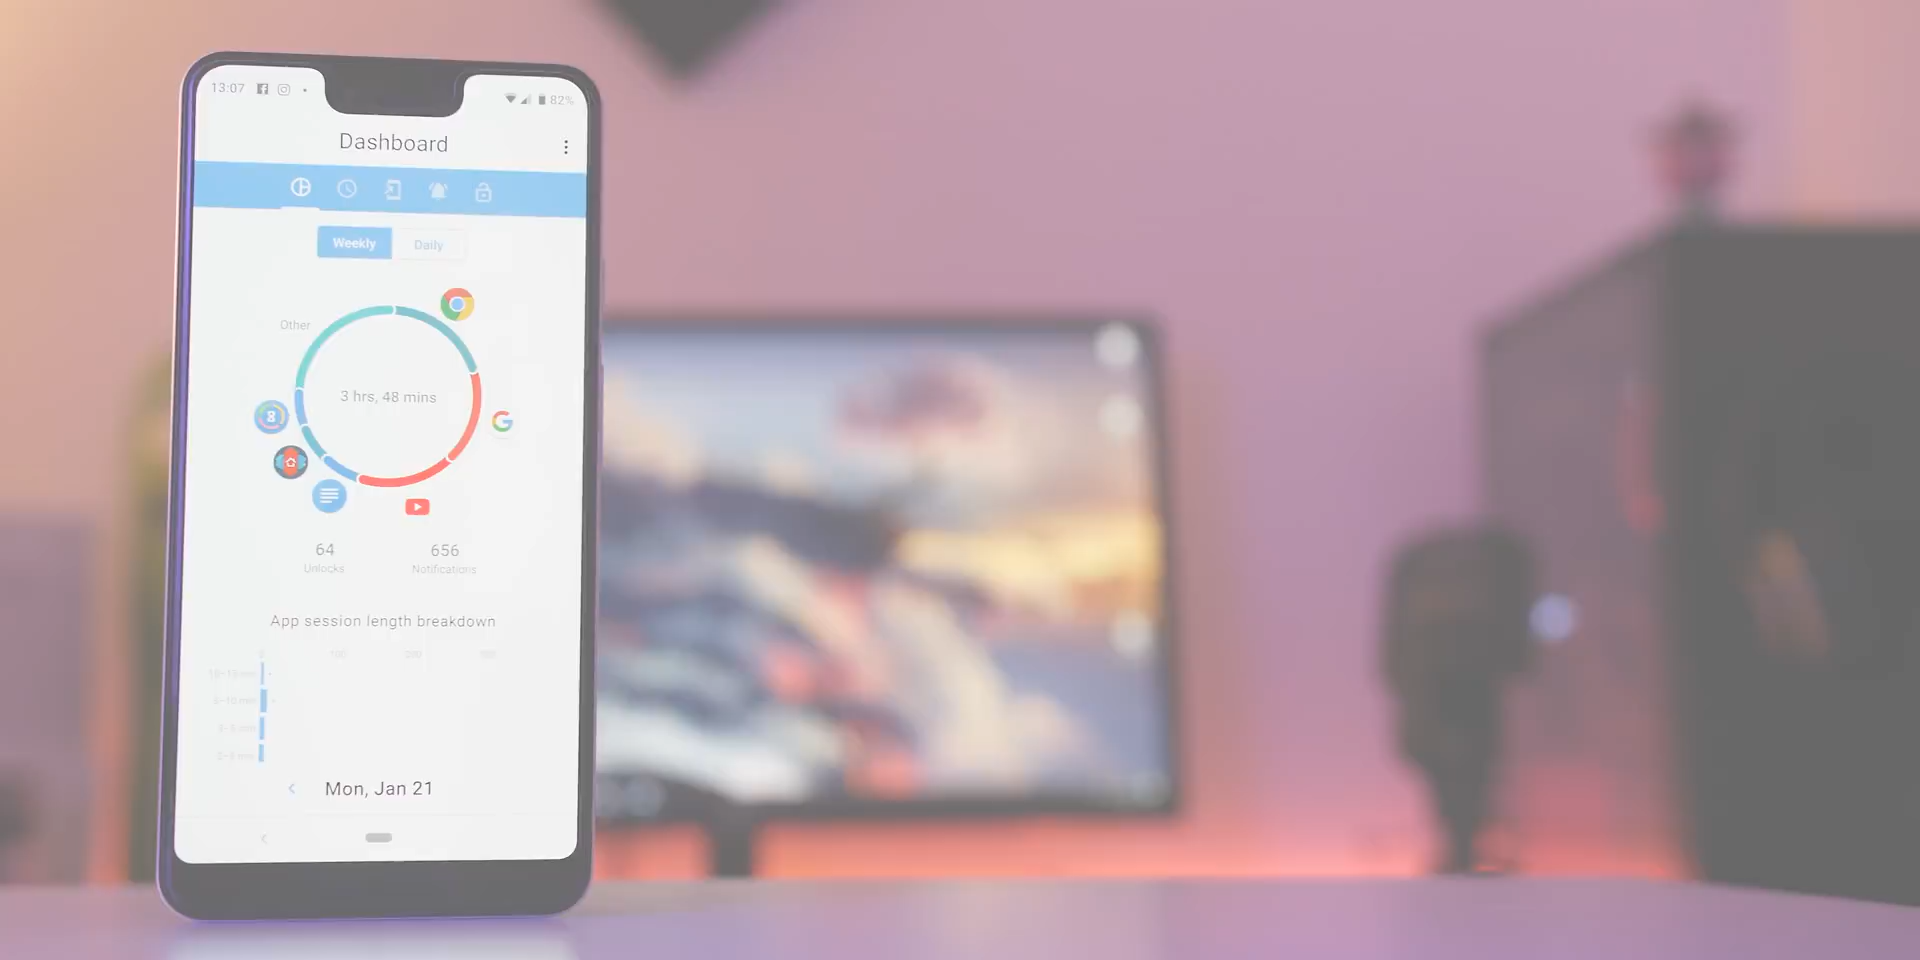 13:07
82%
Dashboard
Weekly Daily
Other
3 hrs, 48 mins
64 656
Unlocks Notifications
App session length breakdown
Mon, Jan 21